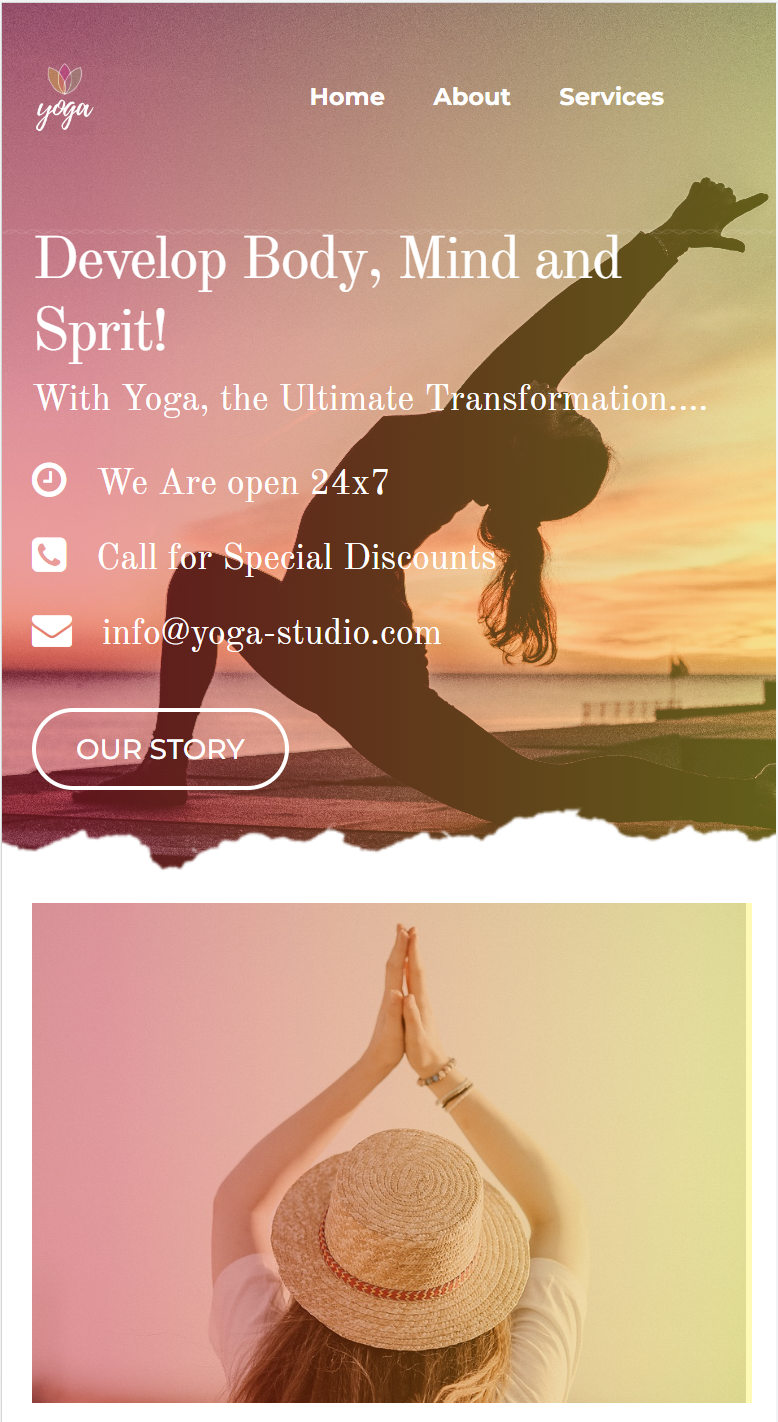 yoga
Home About Services
Develop Body, Mind and
Sprit!
With Yoga, the Ultimate Transformation....
We Are open 24x7
Call for Special Discounts
info@yoga-studio.com
OUR STORY